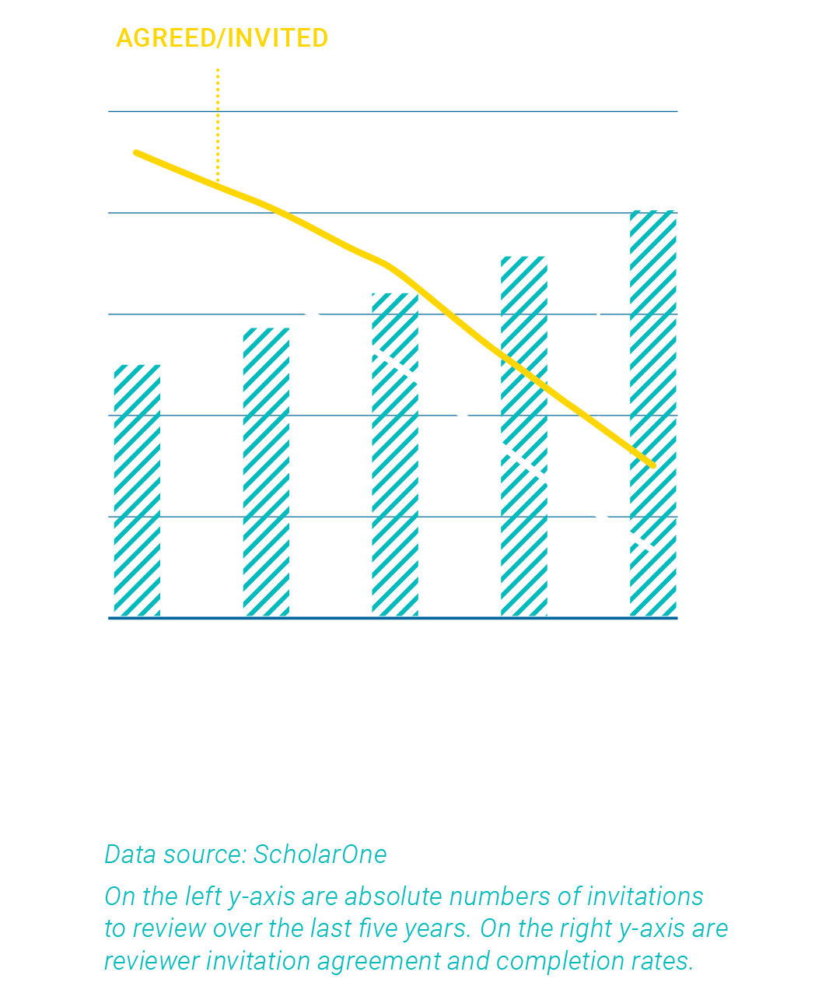 AGREED/INVITED
Data source: ScholarOne
On the left y-axis are absolute numbers of invitations
to review over the last five years. On the right y-axis are
reviewer invitation agreement and completion rates.